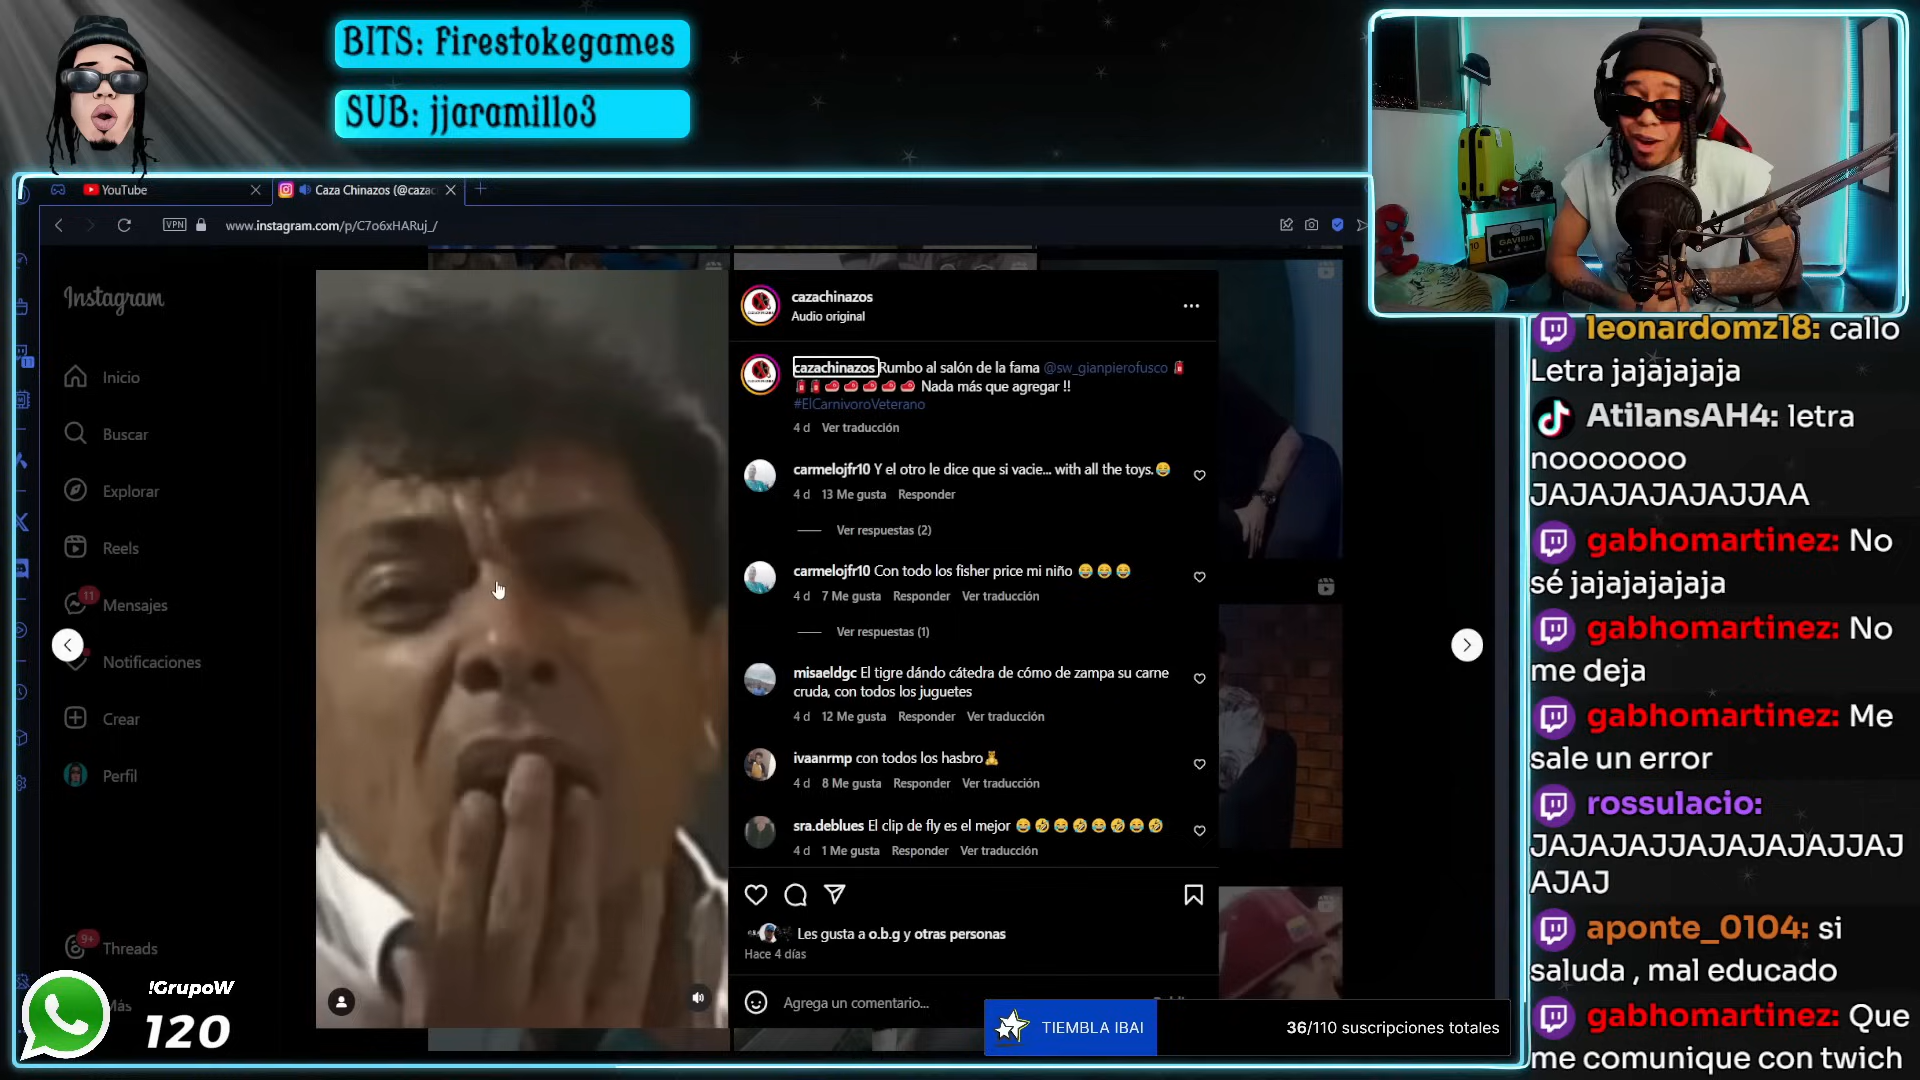 BITS: Firestokegames
SUB: jjaramillo3
YouTube
Caza Chinazos (@cazac
VPN
www.instagram.com/p/C7o6xHARuj_/
Instagram
Inicio
Buscar
Explorar
Reels
11
Mensajes
Notificaciones
Crear
Perfil
9+
Threads
Más
!GrupoW
120
cazachinazos
Audio original
cazachinazos Rumbo al salón de la fama @sw_gianpierofusco 🧯
🧯🧯🥩🥩🥩🥩🥩 Nada más que agregar !!
#ElCarnivoroVeterano
4 d Ver traducción
carmelojfr10 Y el otro le dice que si vacie... with all the toys.😂
4 d 13 Me gusta Responder
Ver respuestas (2)
carmelojfr10 Con todo los fisher price mi niño 😂😂😂
4 d 7 Me gusta Responder Ver traducción
Ver respuestas (1)
misaeldgc El tigre dándo cátedra de cómo de zampa su carne
cruda, con todos los juguetes
4 d 12 Me gusta Responder Ver traducción
ivaanrmp con todos los hasbro🧸
4 d 8 Me gusta Responder Ver traducción
sra.deblues El clip de fly es el mejor 😂🤣😂🤣😂🤣😂🤣
4 d 1 Me gusta Responder Ver traducción
Les gusta a o.b.g y otras personas
Hace 4 días
Agrega un comentario...
TIEMBLA IBAI
36/110 suscripciones totales
10
GAVIRIA
leonardomz18: callo
Letra jajajajaja
AtilansAH4: letra
nooooooo
JAJAJAJAJAJJAA
gabhomartinez: No
sé jajajajajaja
gabhomartinez: No
me deja
gabhomartinez: Me
sale un error
rossulacio:
JAJAJAJJAJAJAJAJJAJ
AJAJ
aponte_0104: si
saluda , mal educado
gabhomartinez: Que
me comunique con twich